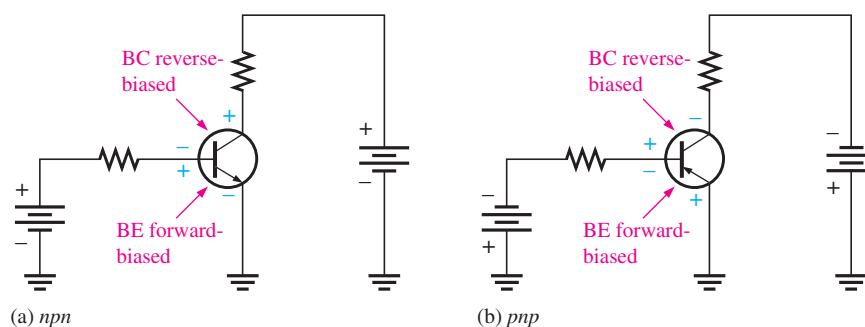 BC reverse-
biased
+
−
+
−
+
−
+
−
BE forward-
biased
(a) npn
BC reverse-
biased
−
+
−
+
−
+
−
+
BE forward-
biased
(b) pnp